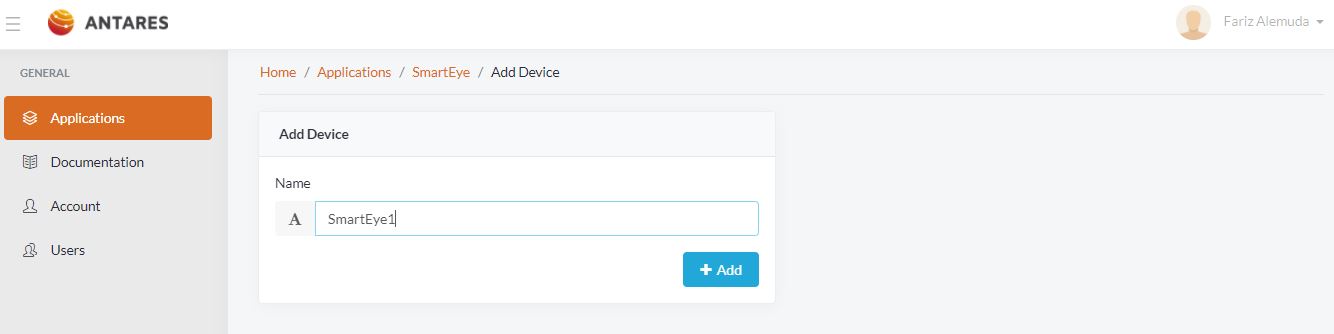 ANTARES
Fariz Alemuda
GENERAL
Home / Applications / SmartEye / Add Device
Applications
Documentation
Account
Users
Add Device
Name
A SmartEye1
+ Add